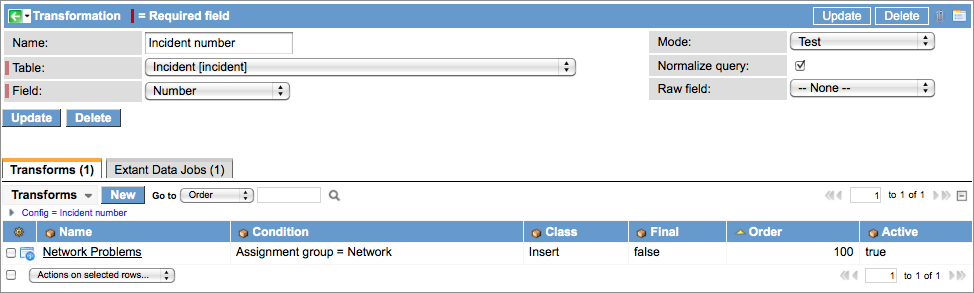 Transformation = Required field Update Delete
Name: Incident number Mode: Test
Table: Incident [incident] Normalize query:
Field: Number Raw field: -- None --
Update Delete
Transforms (1) Extant Data Jobs (1)
Transforms New Go to Order 1 to 1 of 1
Config = Incident number
Name Condition Class Final Order Active
Network Problems Assignment group = Network Insert false 100 true
Actions on selected rows... 1 to 1 of 1